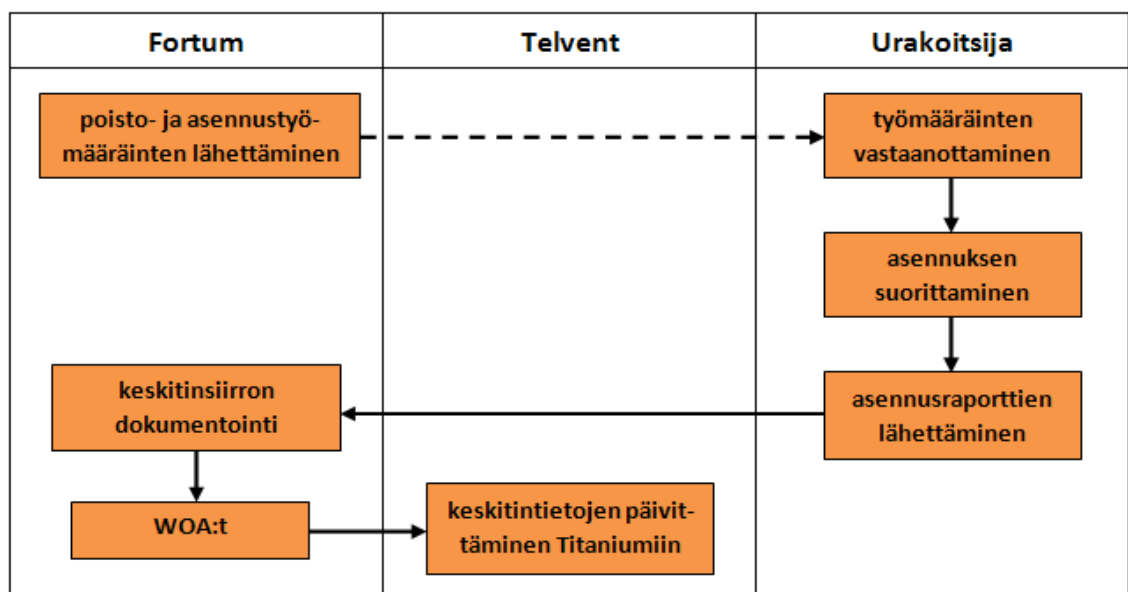 Fortum
Telvent
Urakoitsija
poisto- ja asennustyö-
määräinten lähettäminen
työmääräinten
vastaanottaminen
asennuksen
suorittaminen
keskitinsiirron
dokumentointi
asennusraporttien
lähettäminen
WOA:t
keskitintietojen päivit-
täminen Titaniumiin